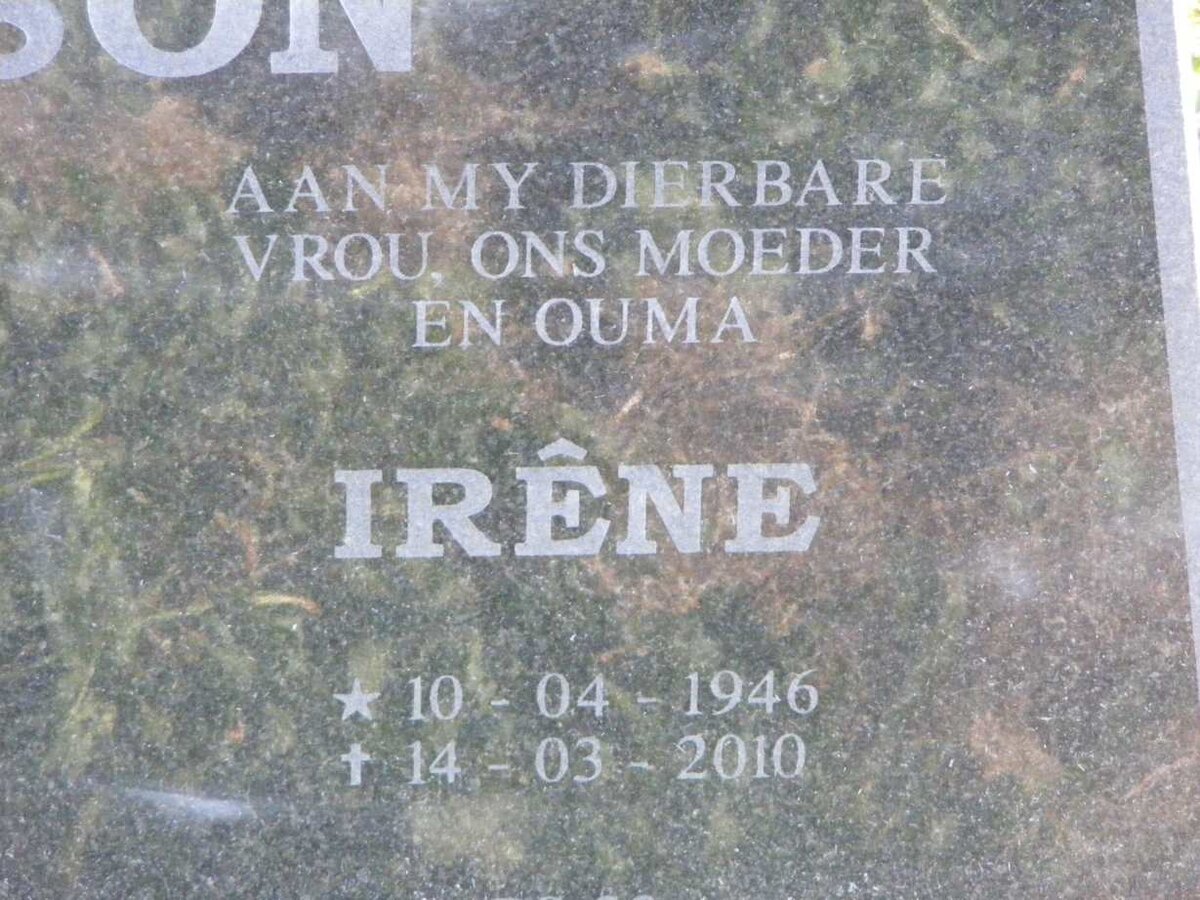 SON
AAN MY DIERBARE
VROU, ONS MOEDER
EN OUMA
IRÊNE
★ 10 - 04 - 1946
✝ 14 - 03 - 2010